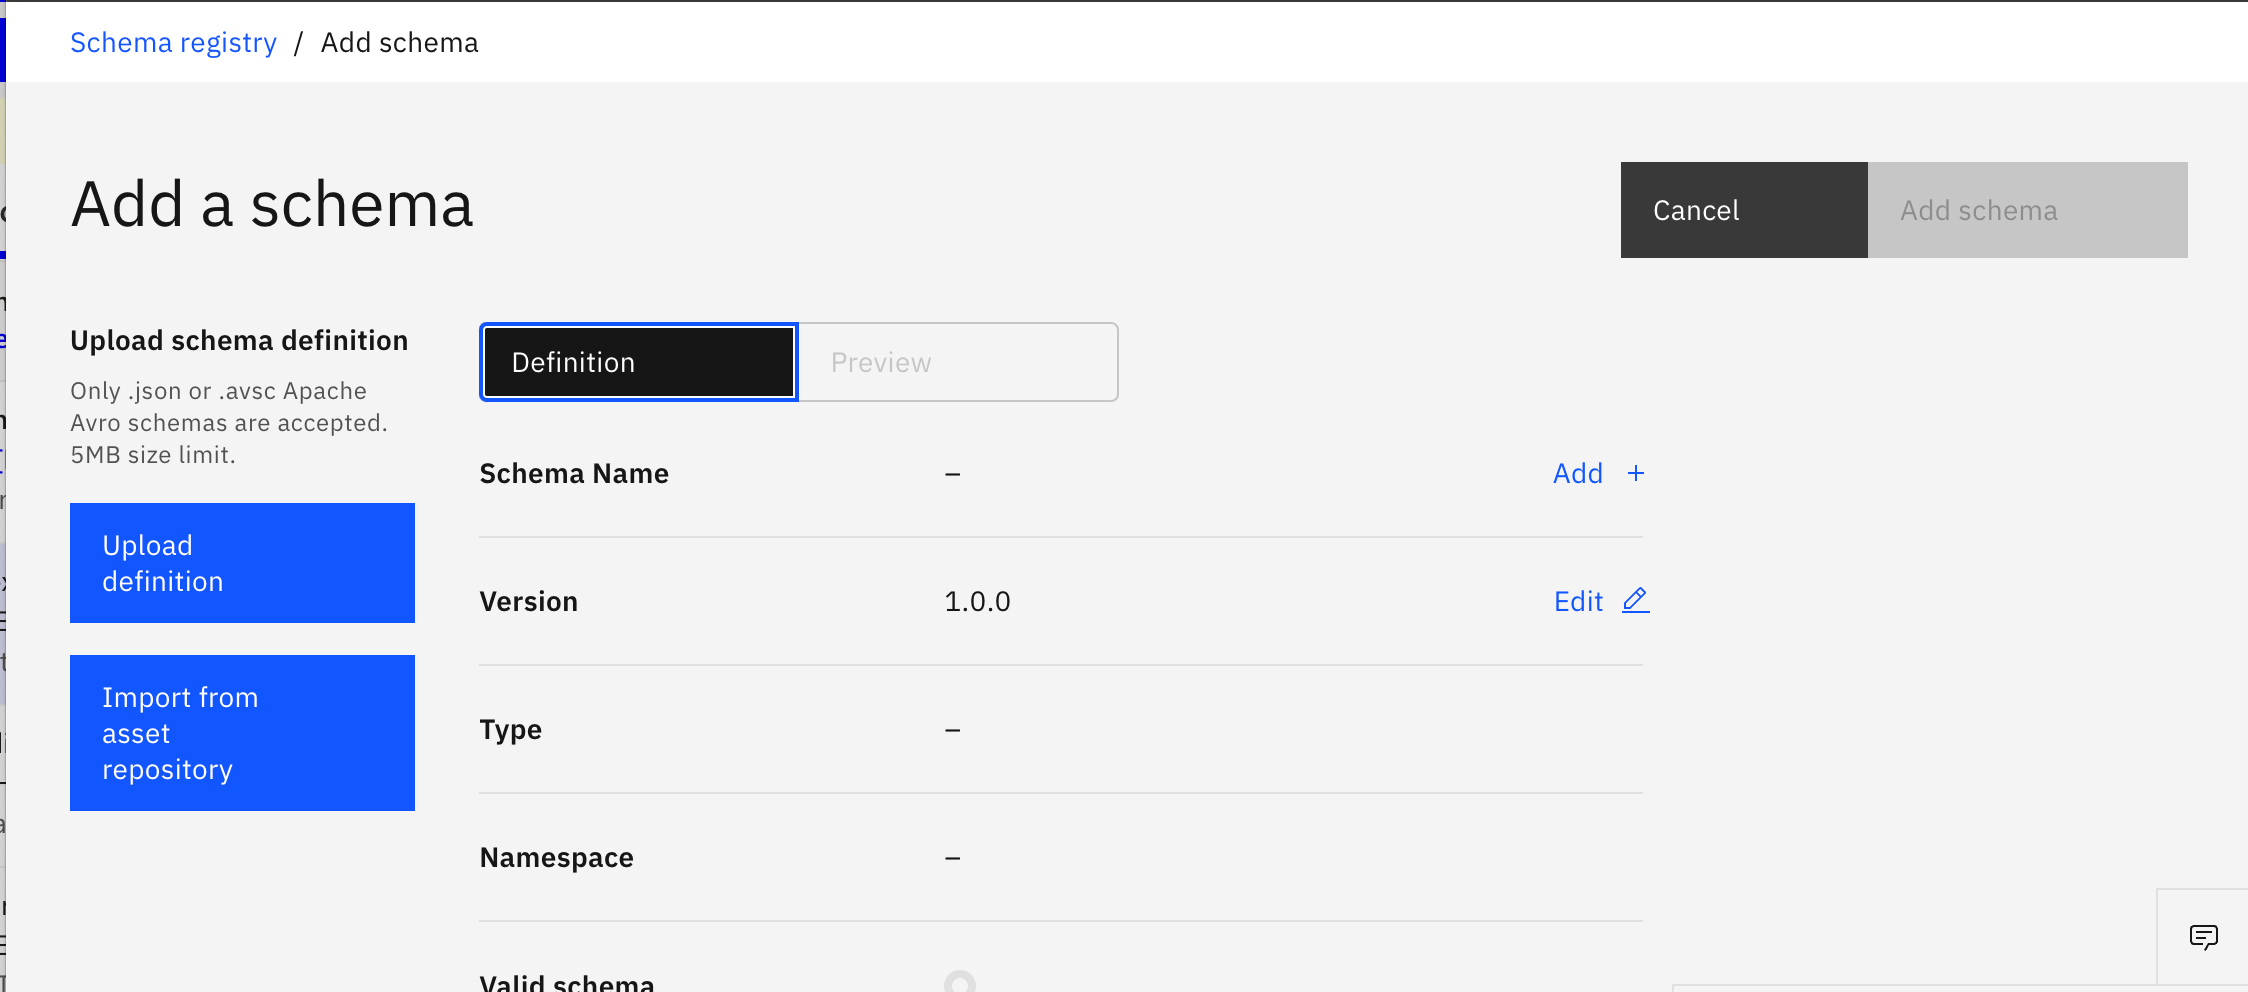 Schema registry / Add schema
Add a schema
Cancel
Add schema
Upload schema definition
Only .json or .avsc Apache
Avro schemas are accepted.
5MB size limit.
Upload
definition
Import from
asset
repository
Definition
Preview
Schema Name – Add +
Version 1.0.0 Edit
Type –
Namespace –
Valid schema